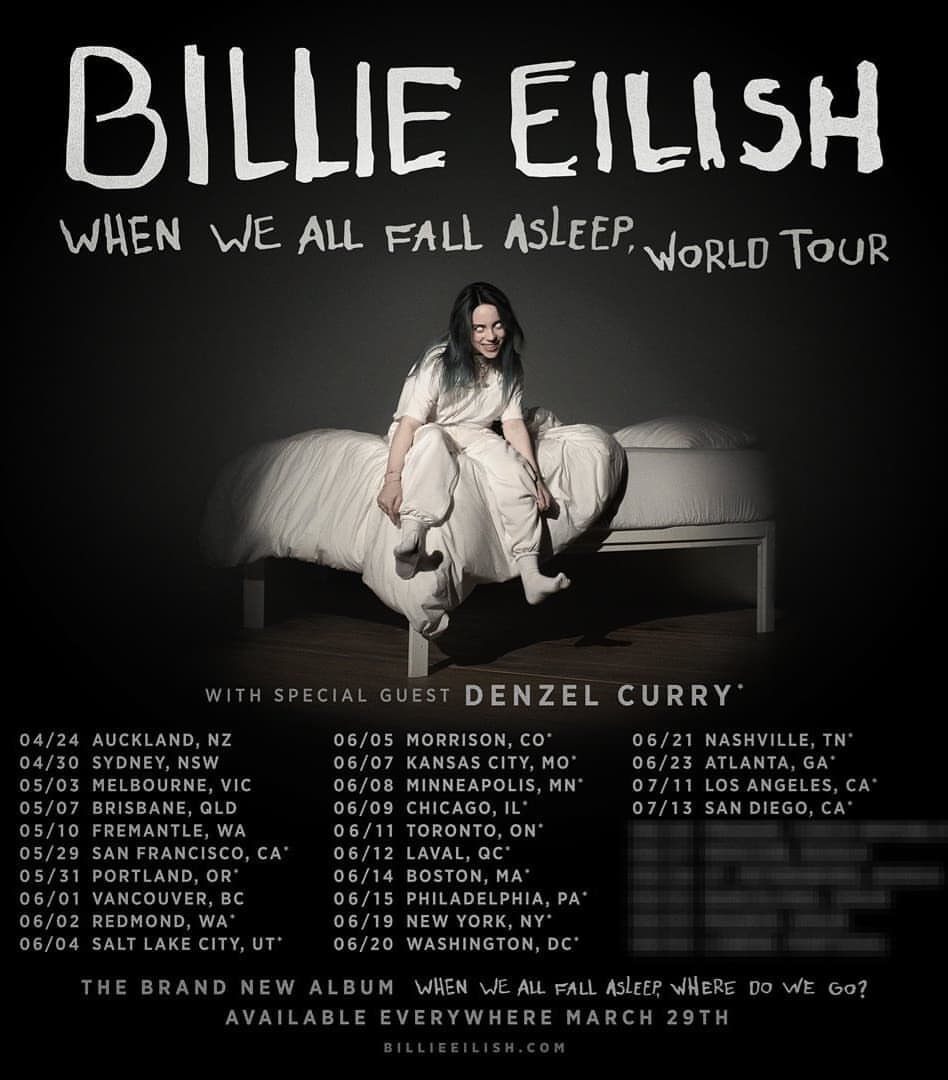 BILLIE EILISH
WHEN WE ALL FALL ASLEEP, WORLD TOUR
WITH SPECIAL GUEST DENZEL CURRY*
04/24 AUCKLAND, NZ
04/30 SYDNEY, NSW
05/03 MELBOURNE, VIC
05/07 BRISBANE, QLD
05/10 FREMANTLE, WA
05/29 SAN FRANCISCO, CA*
05/31 PORTLAND, OR*
06/01 VANCOUVER, BC
06/02 REDMOND, WA*
06/04 SALT LAKE CITY, UT*
06/05 MORRISON, CO*
06/07 KANSAS CITY, MO*
06/08 MINNEAPOLIS, MN*
06/09 CHICAGO, IL*
06/11 TORONTO, ON*
06/12 LAVAL, QC*
06/14 BOSTON, MA*
06/15 PHILADELPHIA, PA*
06/19 NEW YORK, NY*
06/20 WASHINGTON, DC*
06/21 NASHVILLE, TN*
06/23 ATLANTA, GA*
07/11 LOS ANGELES, CA*
07/13 SAN DIEGO, CA*
THE BRAND NEW ALBUM WHEN WE ALL FALL ASLEEP, WHERE DO WE GO?
AVAILABLE EVERYWHERE MARCH 29TH
BILLIEEILISH.COM